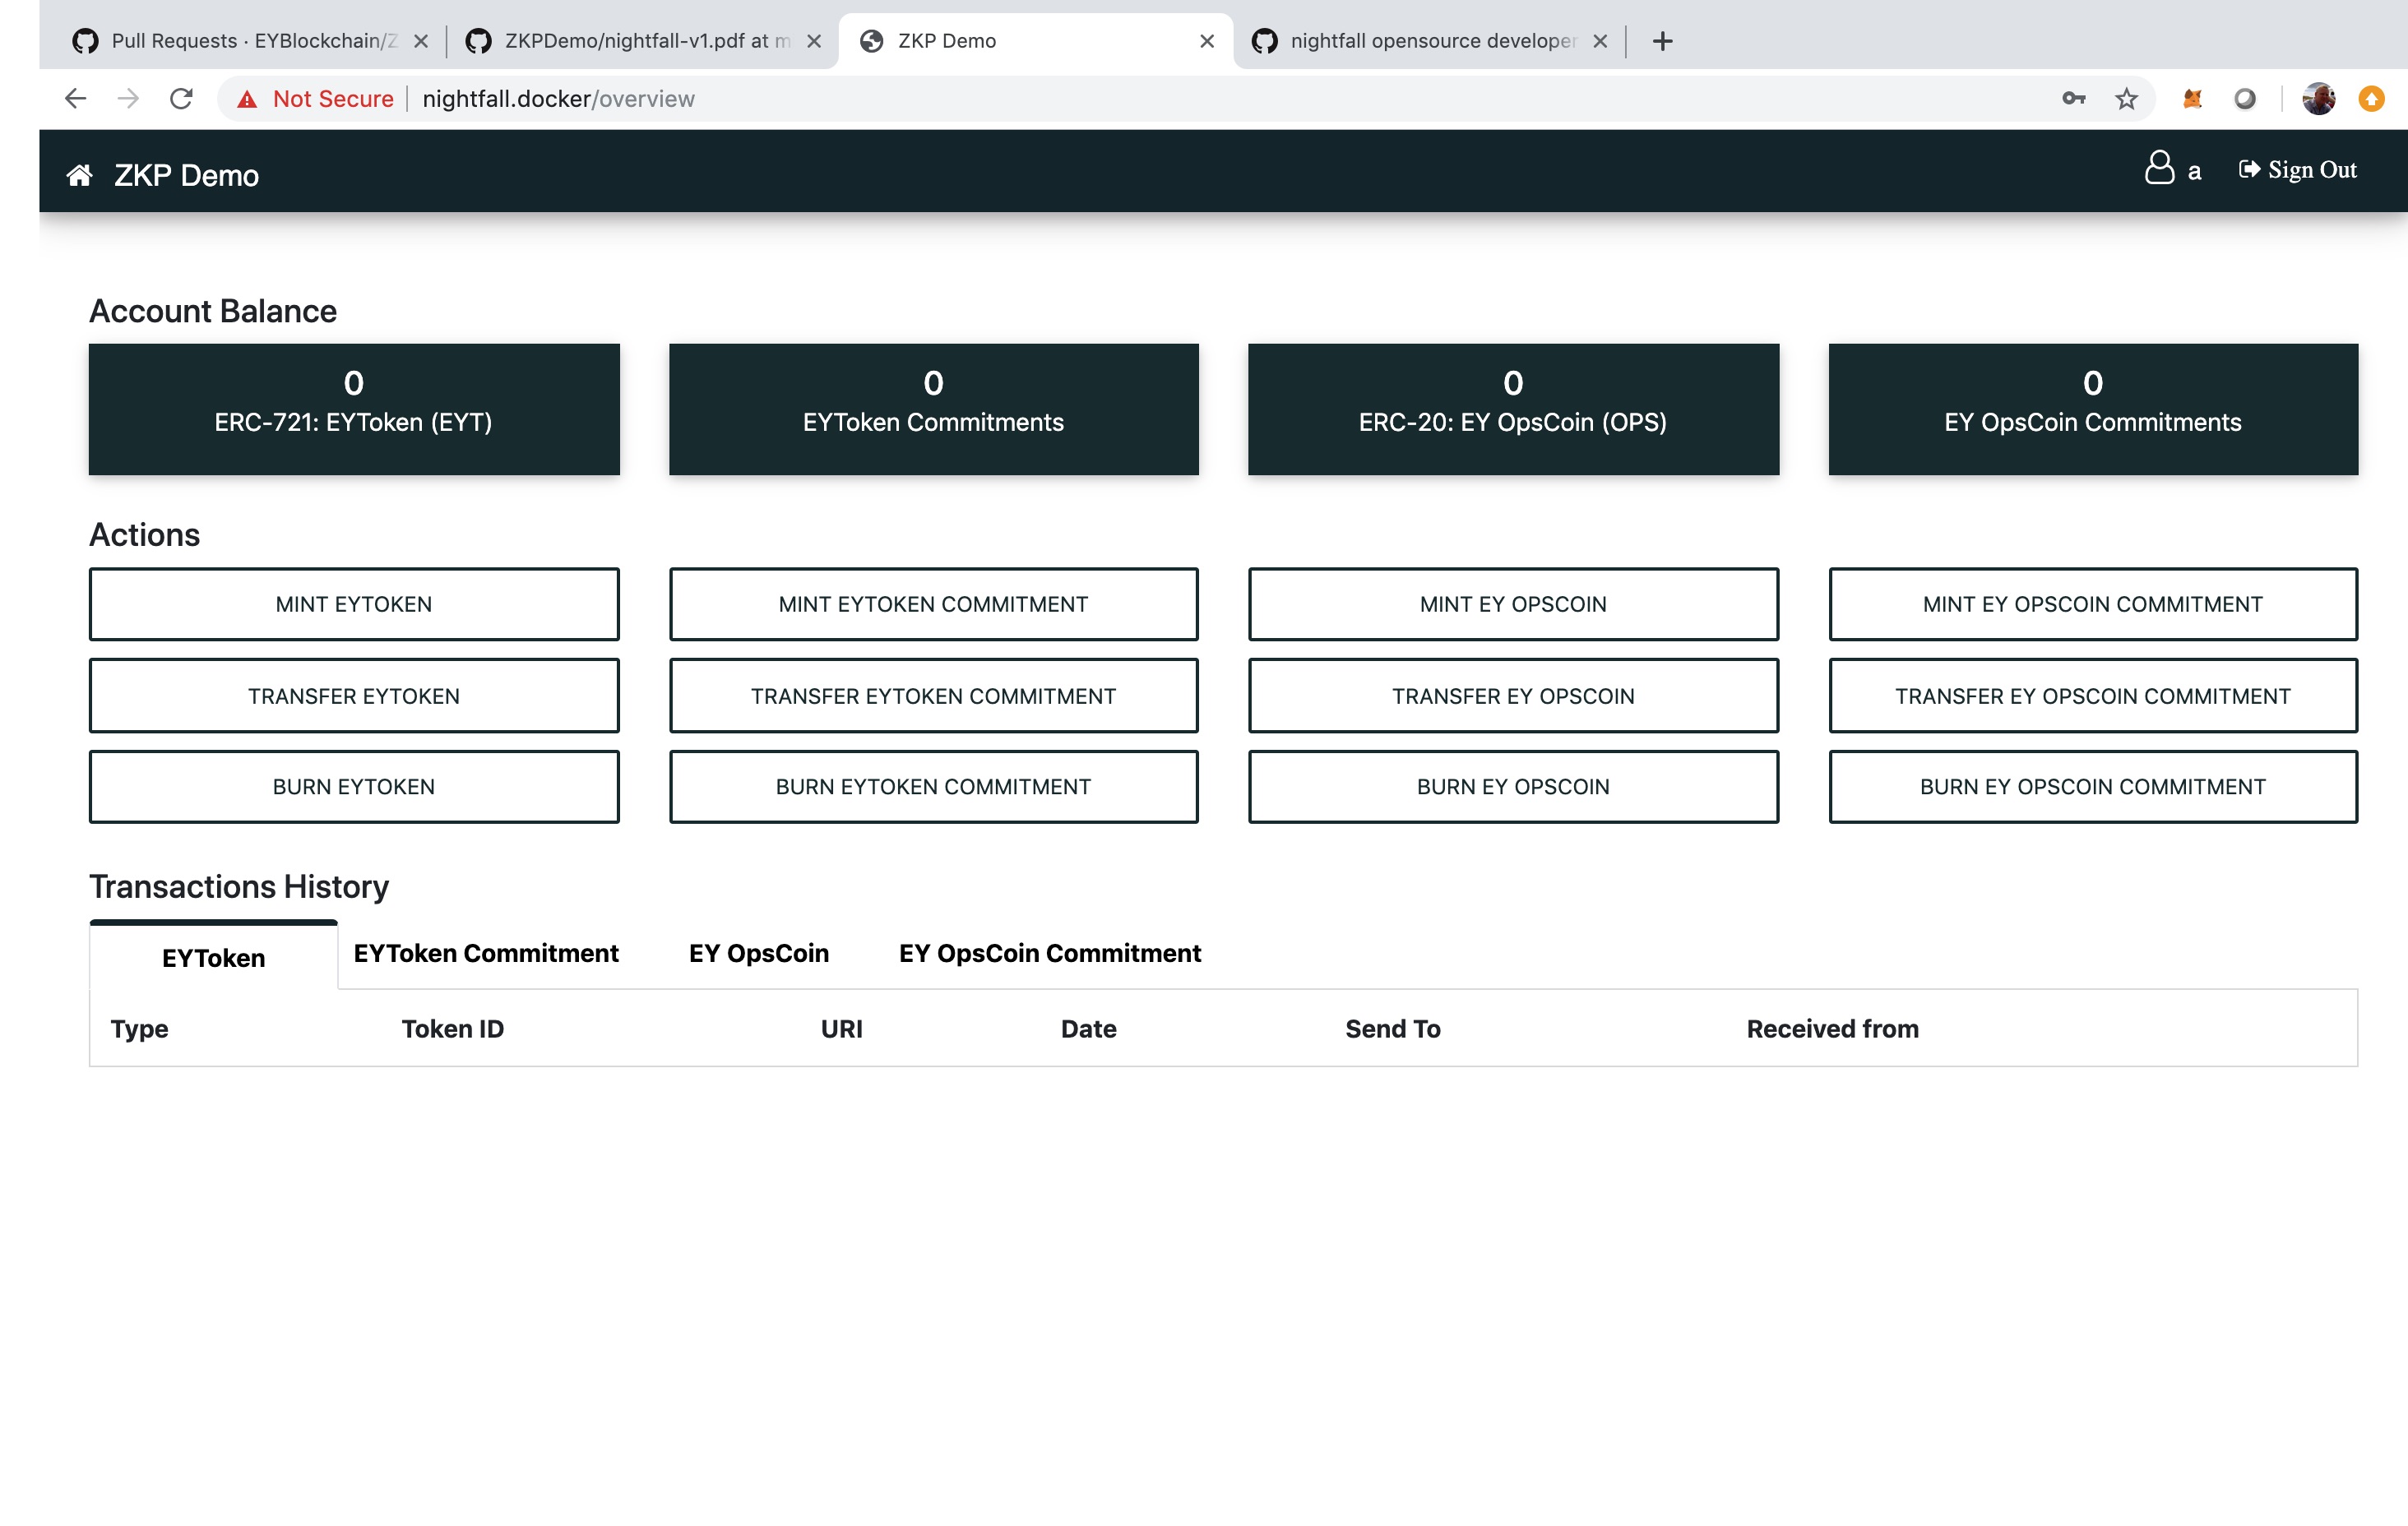 Pull Requests · EYBlockchain/Z
ZKPDemo/nightfall-v1.pdf at m
ZKP Demo
nightfall opensource developer
Not Secure
nightfall.docker/overview
ZKP Demo
a
Sign Out
Account Balance
0
ERC-721: EYToken (EYT)
0
EYToken Commitments
0
ERC-20: EY OpsCoin (OPS)
0
EY OpsCoin Commitments
Actions
MINT EYTOKEN
MINT EYTOKEN COMMITMENT
MINT EY OPSCOIN
MINT EY OPSCOIN COMMITMENT
TRANSFER EYTOKEN
TRANSFER EYTOKEN COMMITMENT
TRANSFER EY OPSCOIN
TRANSFER EY OPSCOIN COMMITMENT
BURN EYTOKEN
BURN EYTOKEN COMMITMENT
BURN EY OPSCOIN
BURN EY OPSCOIN COMMITMENT
Transactions History
EYToken
EYToken Commitment
EY OpsCoin
EY OpsCoin Commitment
Type
Token ID
URI
Date
Send To
Received from